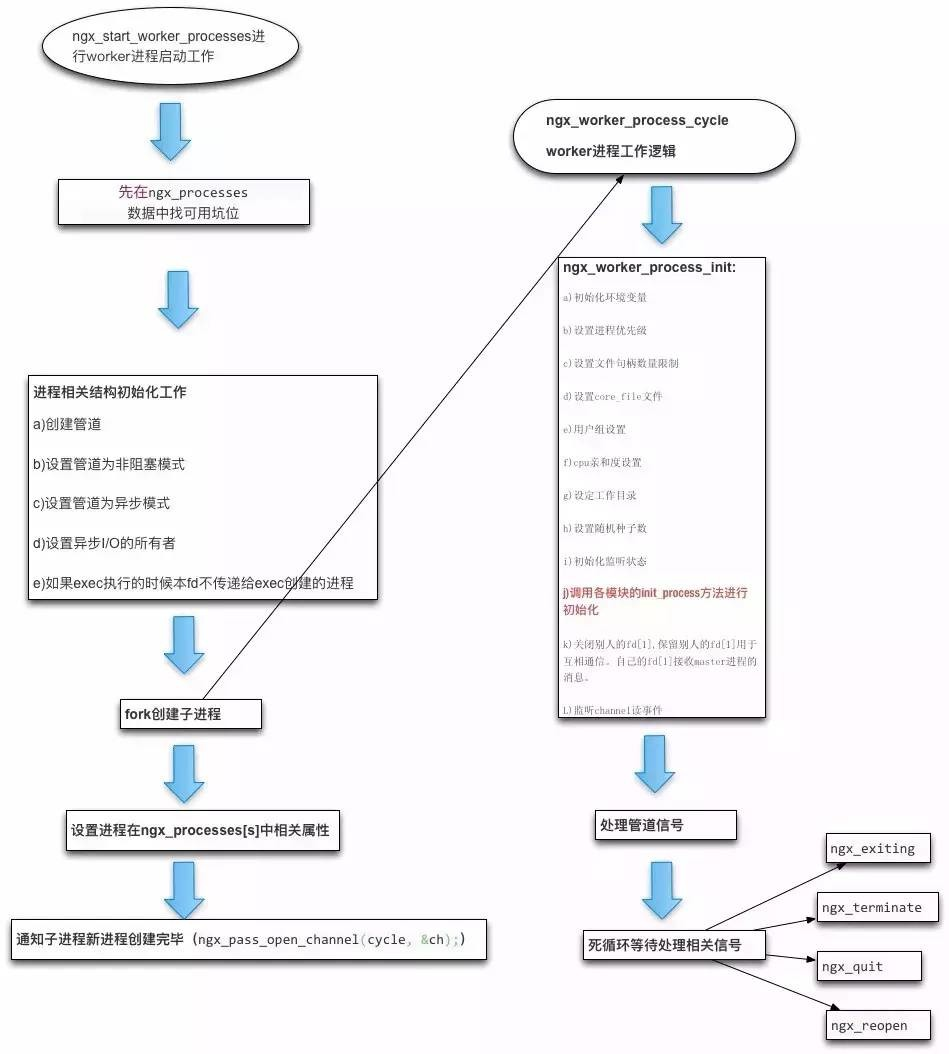 ngx_start_worker_processes进
行worker进程启动工作
先在ngx_processes
数据中找可用坑位
进程相关结构初始化工作
a)创建管道
b)设置管道为非阻塞模式
c)设置管道为异步模式
d)设置异步I/O的所有者
e)如果exec执行的时候本fd不传递给exec创建的进程
fork创建子进程
设置进程在ngx_processes[s]中相关属性
通知子进程新进程创建完毕（ngx_pass_open_channel(cycle, &ch);）
ngx_worker_process_cycle
worker进程工作逻辑
ngx_worker_process_init:
a)初始化环境变量
b)设置进程优先级
c)设置文件句柄数量限制
d)设置core_file文件
e)用户组设置
f)cpu亲和度设置
g)设定工作目录
h)设置随机种子数
i)初始化监听状态
j)调用各模块的init_process方法进行
初始化
k)关闭别人的fd[1],保留别人的fd[1]用于
互相通信。自己的fd[1]接收master进程的
消息。
L)监听channel读事件
处理管道信号
死循环等待处理相关信号
ngx_exiting
ngx_terminate
ngx_quit
ngx_reopen